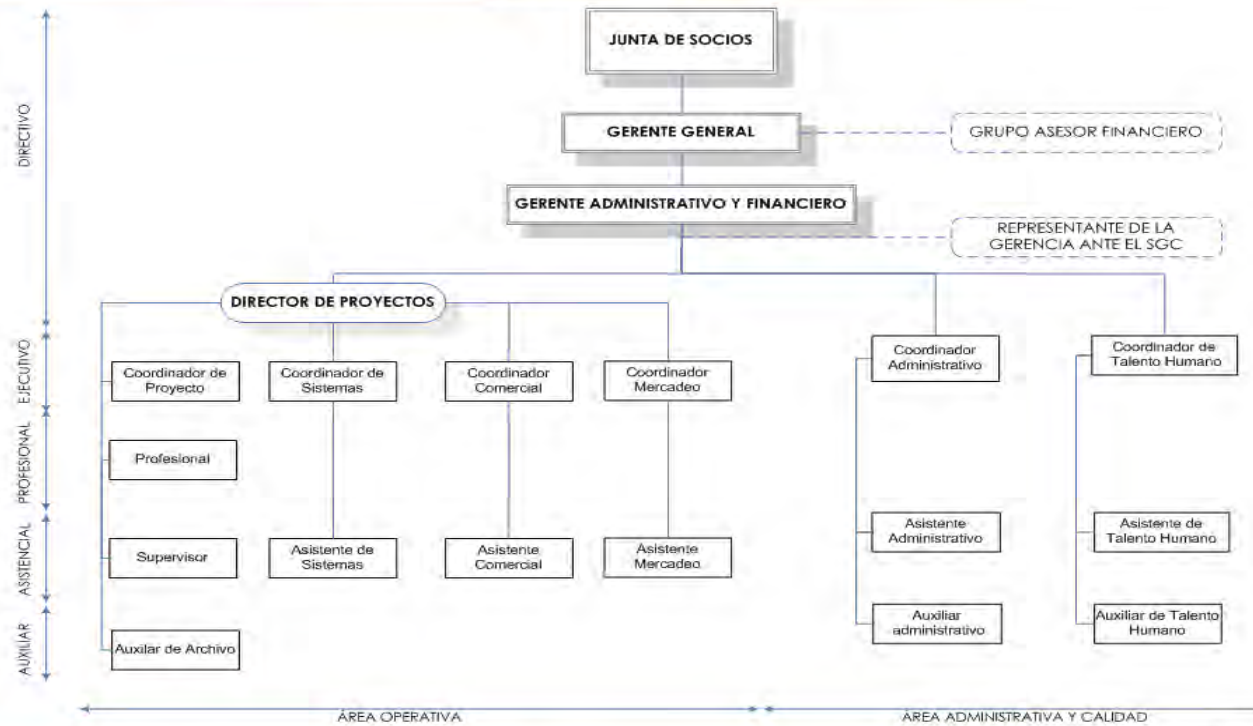 JUNTA DE SOCIOS
GERENTE GENERAL
GRUPO ASESOR FINANCIERO
GERENTE ADMINISTRATIVO Y FINANCIERO
REPRESENTANTE DE LA
GERENCIA ANTE EL SGC
DIRECTOR DE PROYECTOS
DIRECTIVO
EJECUTIVO
Coordinador de
Proyecto
Coordinador de
Sistemas
Coordinador
Comercial
Coordinador
Mercadeo
Coordinador
Administrativo
Coordinador de
Talento Humano
PROFESIONAL
Profesional
ASISTENCIAL
Supervisor
Asistente de
Sistemas
Asistente
Comercial
Asistente
Mercadeo
Asistente
Administrativo
Asistente de
Talento Humano
AUXILIAR
Auxilar de Archivo
Auxiliar
administrativo
Auxiliar de Talento
Humano
ÁREA OPERATIVA
ÁREA ADMINISTRATIVA Y CALIDAD